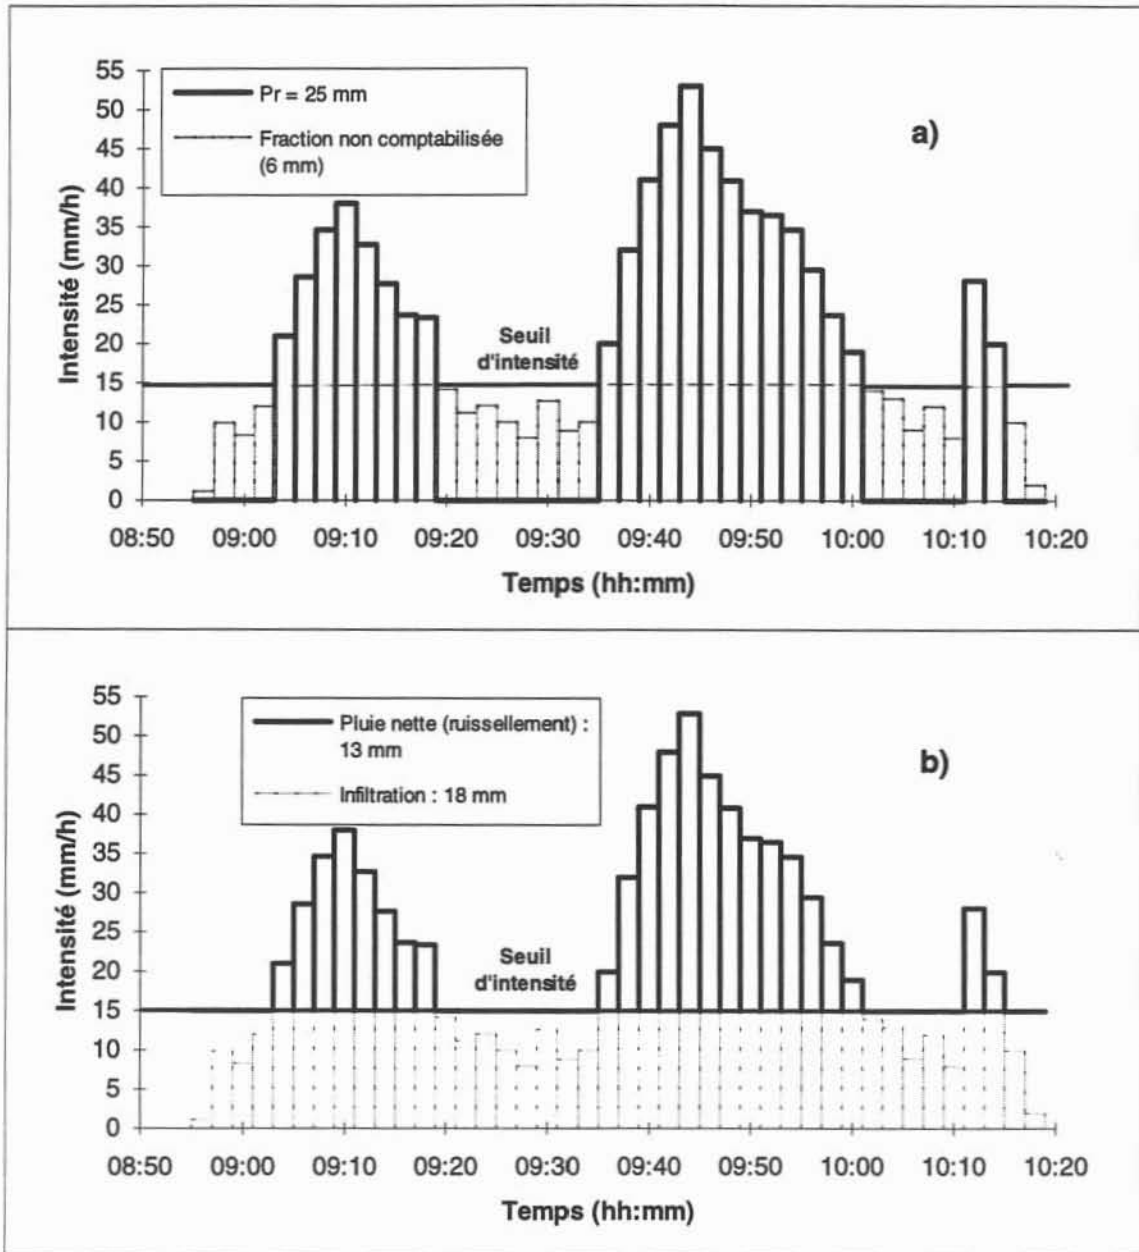 a)
Pr = 25 mm
Fraction non comptabilisée
(6 mm)
Intensité (mm/h)
55
50
45
40
35
30
25
20
15
10
5
0
Seuil
d'intensité
08:50 09:00 09:10 09:20 09:30 09:40 09:50 10:00 10:10 10:20
Temps (hh:mm)
b)
Pluie nette (ruissellement) :
13 mm
Infiltration : 18 mm
Intensité (mm/h)
55
50
45
40
35
30
25
20
15
10
5
0
Seuil
d'intensité
08:50 09:00 09:10 09:20 09:30 09:40 09:50 10:00 10:10 10:20
Temps (hh:mm)